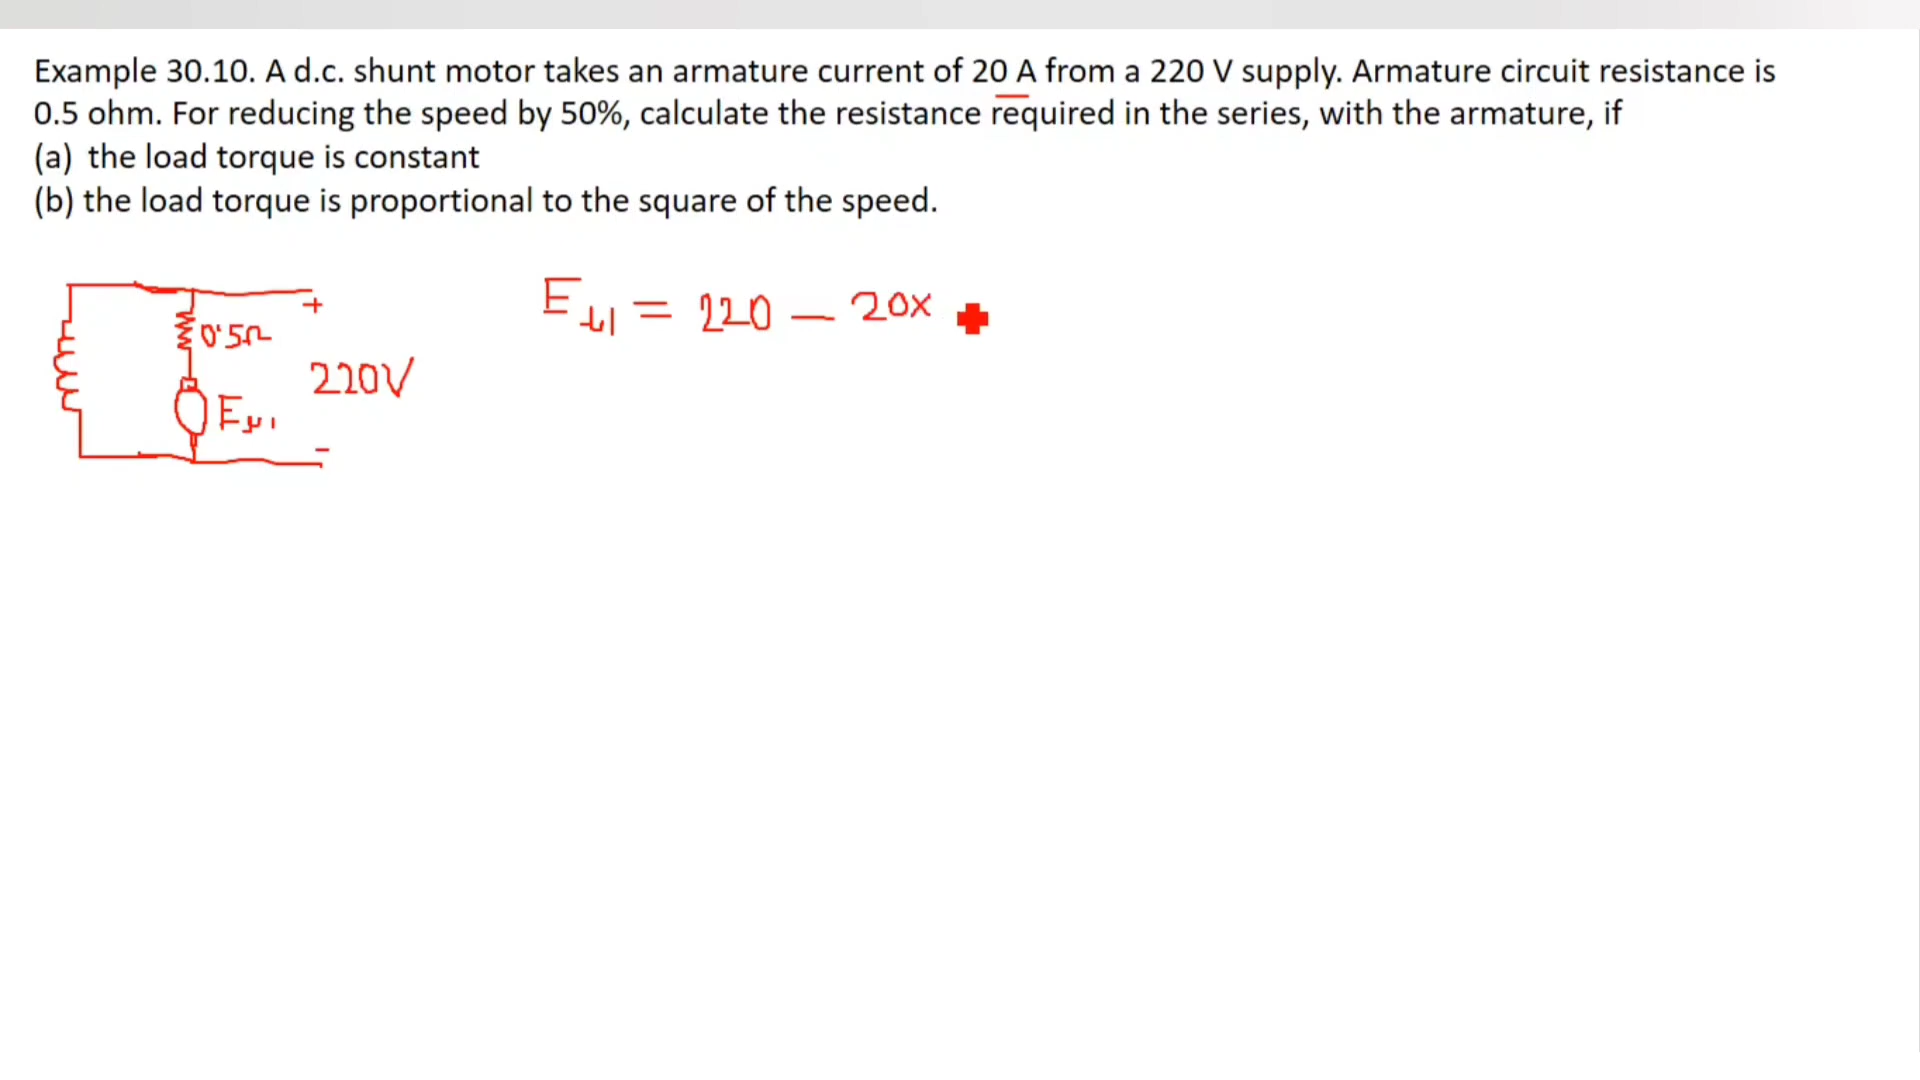 Example 30.10. A d.c. shunt motor takes an armature current of 20 A from a 220 V supply. Armature circuit resistance is
0.5 ohm. For reducing the speed by 50%, calculate the resistance required in the series, with the armature, if
(a) the load torque is constant
(b) the load torque is proportional to the square of the speed.
E = 220 - 20x
+
0.5Ω
220V
E
-